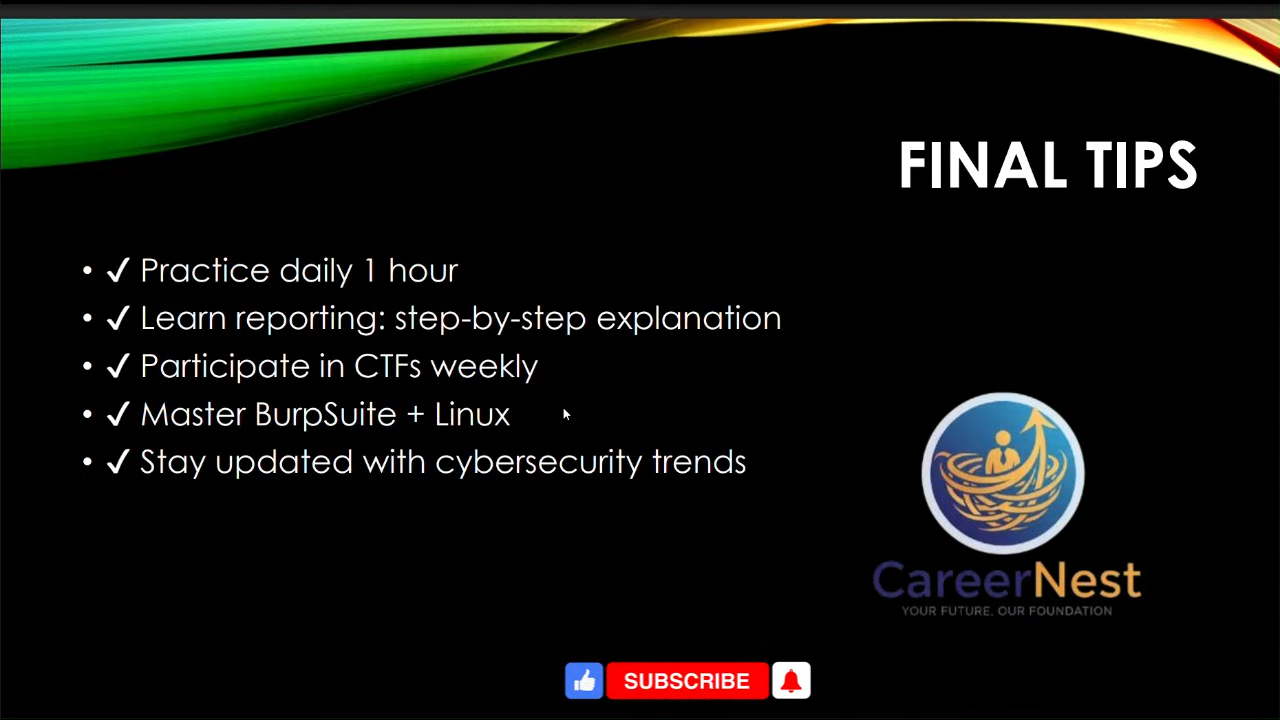 FINAL TIPS
• ✓ Practice daily 1 hour
• ✓ Learn reporting: step-by-step explanation
• ✓ Participate in CTFs weekly
• ✓ Master BurpSuite + Linux
• ✓ Stay updated with cybersecurity trends
CareerNest
YOUR FUTURE, OUR FOUNDATION
SUBSCRIBE